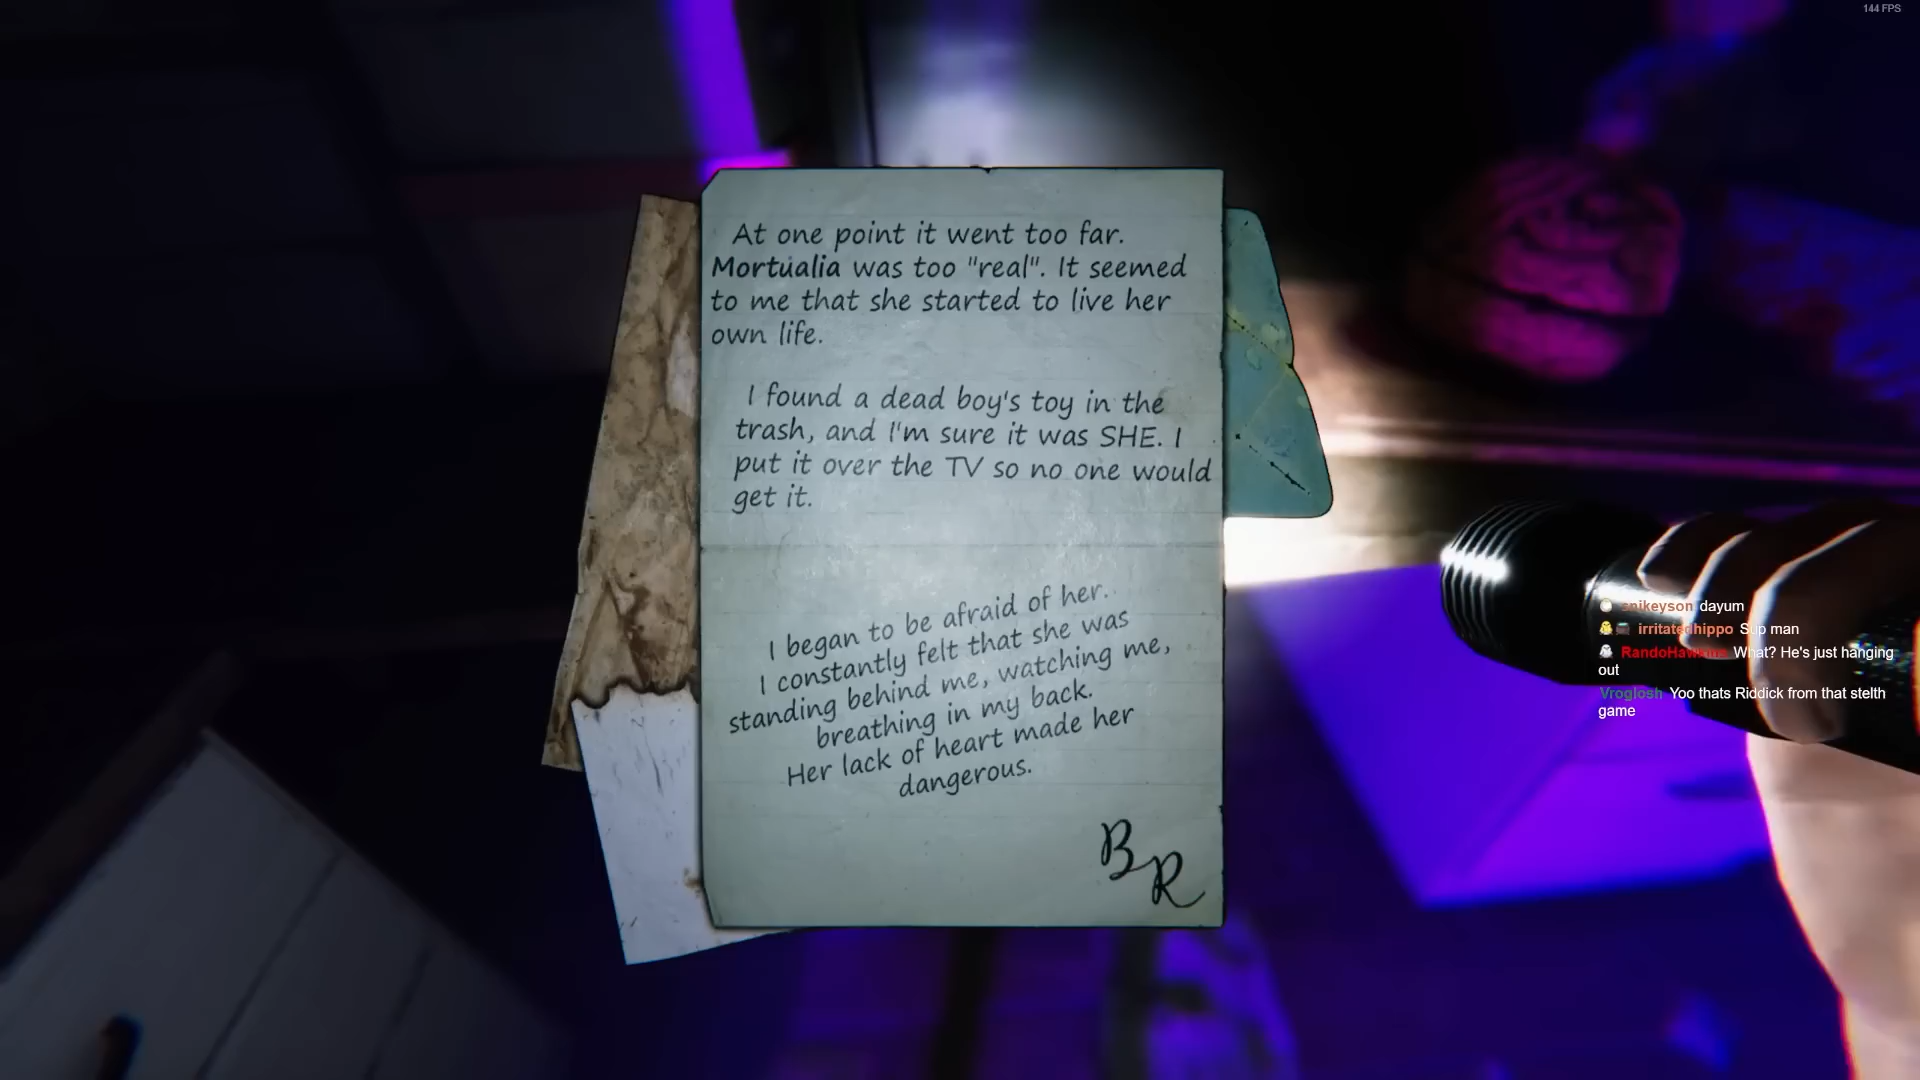 144 FPS
At one point it went too far.
Mortualia was too "real". It seemed
to me that she started to live her
own life.
I found a dead boy's toy in the
trash, and I'm sure it was SHE. I
put it over the TV so no one would
get it.
I began to be afraid of her.
I constantly felt that she was
standing behind me, watching me,
breathing in my back.
Her lack of heart made her
dangerous.
BR
snikeyson dayum
irritatedhippo Sup man
RandoHawkins What? He's just hanging
out
Vroglosh Yoo thats Riddick from that stelth
game